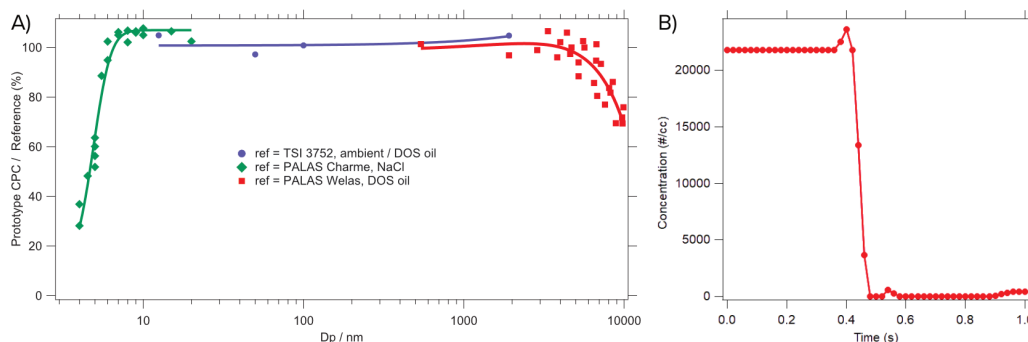 A)
Prototype CPC / Reference (%)
100
80
60
40
20
0
ref = TSI 3752, ambient / DOS oil
ref = PALAS Charme, NaCl
ref = PALAS Welas, DOS oil
10
100
1000
10000
Dp / nm
B)
Concentration (#/cc)
20000
15000
10000
5000
0
0.0
0.2
0.4
0.6
0.8
1.0
Time (s)